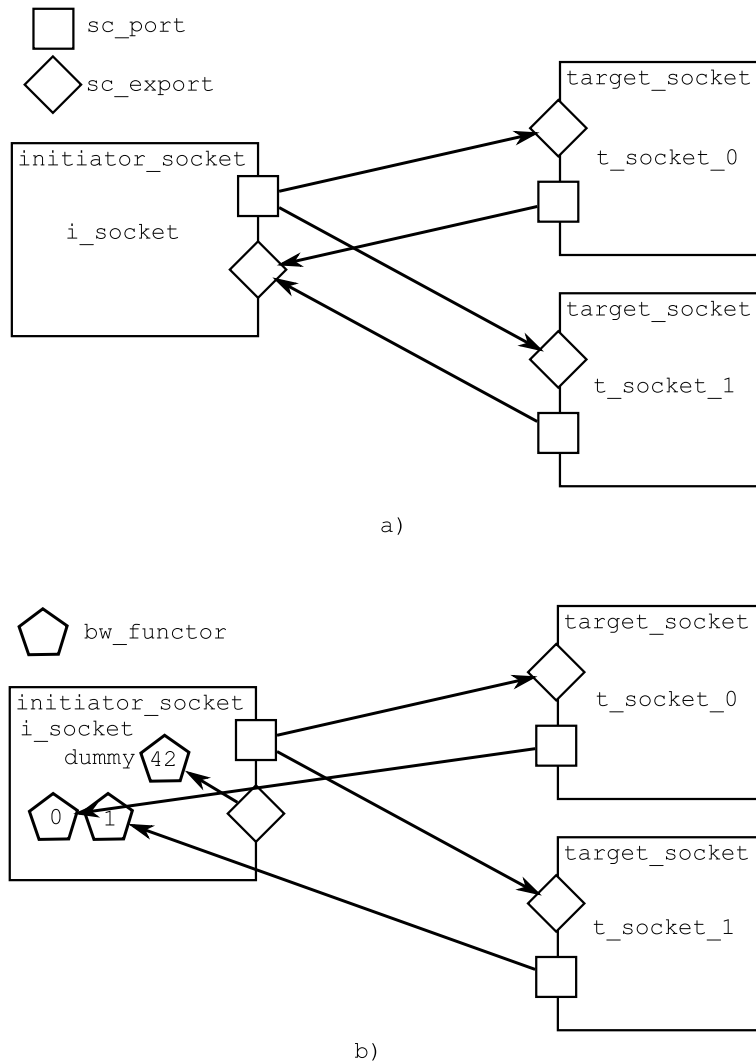 sc_port
sc_export
target_socket
initiator_socket
t_socket_0
i_socket
target_socket
t_socket_1
a)
target_socket
bw_functor
initiator_socket
t_socket_0
i_socket
dummy
42
0
1
target_socket
t_socket_1
b)